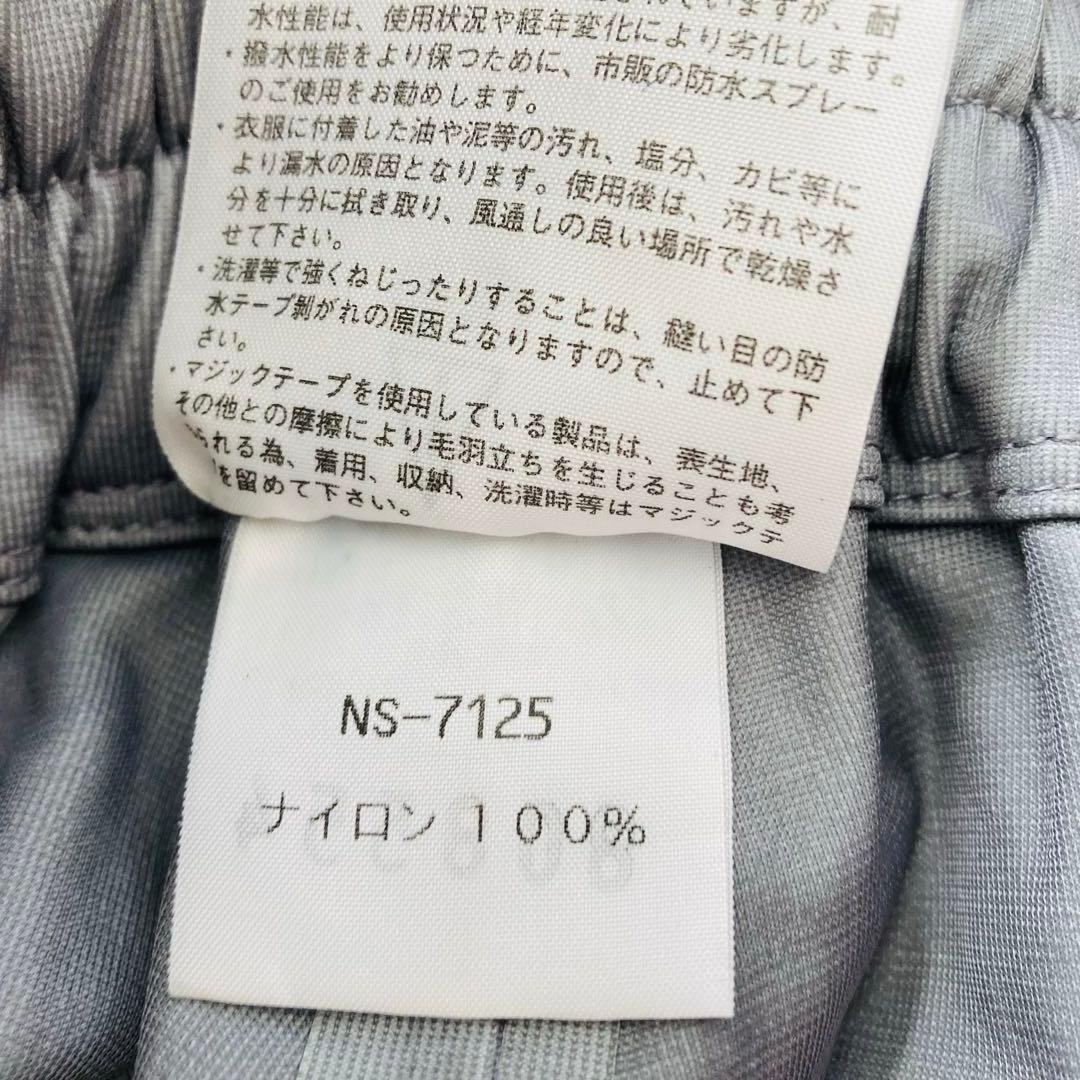 れていますが、耐
水性能は、使用状況や経年変化により劣化します。
・撥水性能をより保つために、市販の防水スプレー
のご使用をお勧めします。
・衣服に付着した油や泥等の汚れ、塩分、カビ等に
より漏水の原因となります。使用後は、汚れや水
分を十分に拭き取り、風通しの良い場所で乾燥さ
せて下さい。
・洗濯等で強くねじったりすることは、縫い目の防
水テープ剝がれの原因となりますので、止めて下
さい。
・マジックテープを使用している製品は、表生地、
その他との摩擦により毛羽立ちを生じることも考
られる為、着用、収納、洗濯時等はマジックテ
を留めて下さい。
NS-7125
ナイロン 100%